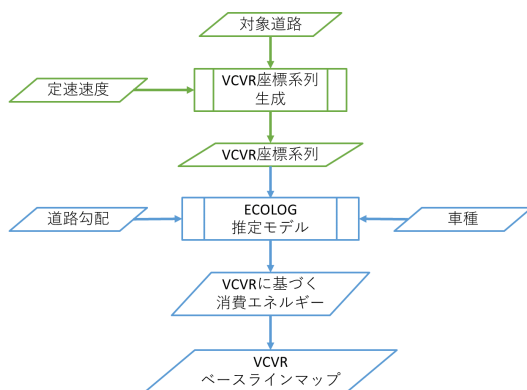 対象道路
定速速度
VCVR座標系列
生成
VCVR座標系列
道路勾配
ECOLOG
推定モデル
車種
VCVRに基づく
消費エネルギー
VCVR
ベースラインマップ